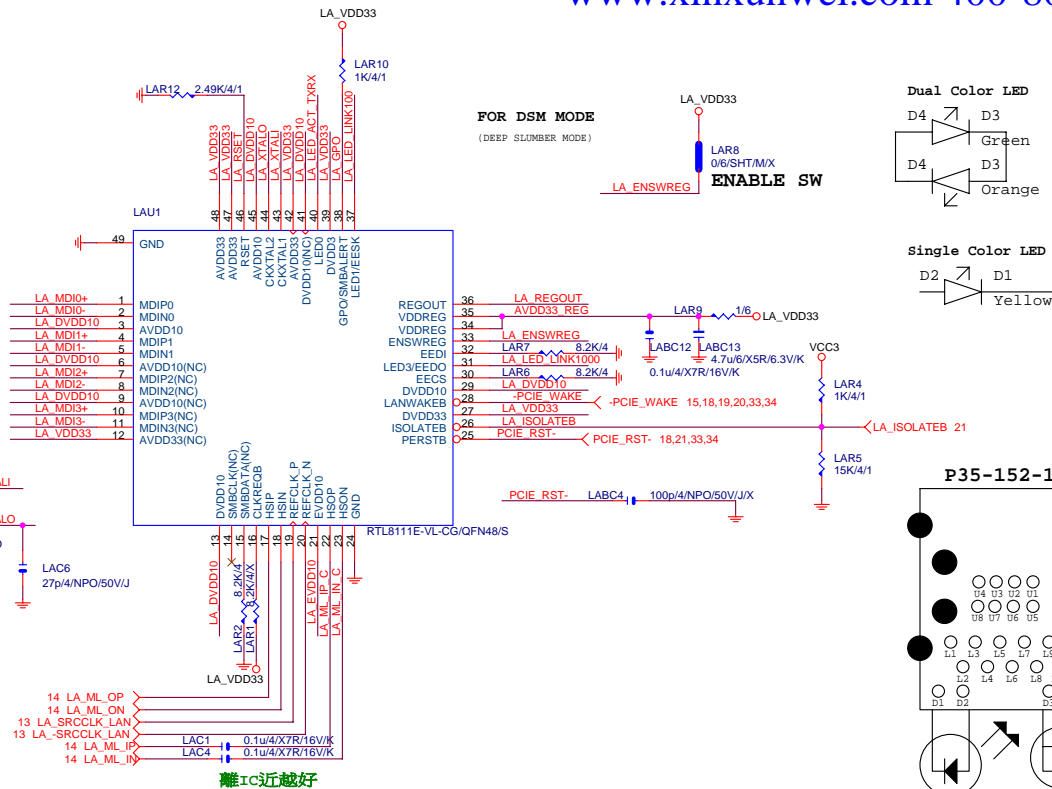 LA_VDD33
LAR10
1K/4/1
LAR12 2.49K/4/1
LA_VDD33
LA_VDD33
LA_RSET
LA_DVDD10
LA_XTALO
LA_XTALI
LA_VDD33
LA_DVDD10
LA_LED_ACT_TXRX
LA_VDD33
LA_GPO
LA_LED_LINK100
FOR DSM MODE
(DEEP SLUMBER MODE)
LA_VDD33
LAR8
0/6/SHT/M/X
ENABLE SW
LA_ENSWREG
Dual Color LED
D4 D3
Green
D4 D3
Orange
Single Color LED
D2 D1
Yellow
LAU1
48 47 46 45 44 43 42 41 40 39 38 37
AVDD33
AVDD33
RSET
AVDD10
CKXTAL2
CKXTAL1
AVDD33
DVDD10(NC)
LED0
DVDD3
GPO/SMBALERT
LED1/EESK
49 GND
LA_MDI0+ 1 MDIP0
LA_MDI0- 2 MDIN0
LA_DVDD10 3 AVDD10
LA_MDI1+ 4 MDIP1
LA_MDI1- 5 MDIN1
LA_DVDD10 6 AVDD10(NC)
LA_MDI2+ 7 MDIP2(NC)
LA_MDI2- 8 MDIN2(NC)
LA_DVDD10 9 AVDD10(NC)
LA_MDI3+ 10 MDIP3(NC)
LA_MDI3- 11 MDIN3(NC)
LA_VDD33 12 AVDD33(NC)
REGOUT 36 LA_REGOUT
VDDREG 35 AVDD33_REG
VDDREG 34
ENSWREG 33 LA_ENSWREG
EEDI 32 LAR7 8.2K/4
LED3/EEDO 31 LA_LED_LINK1000
EECS 30 LAR6 8.2K/4
DVDD10 29 LA_DVDD10
LANWAKEB 28 -PCIE_WAKE -PCIE_WAKE 15,18,19,20,33,34
DVDD33 27 LA_VDD33
ISOLATEB 26 LA_ISOLATEB
PERSTB 25 PCIE_RST- PCIE_RST- 18,21,33,34
LAR9 1/6 LA_VDD33
LABC12 LABC13
4.7u/6/X5R/6.3V/K
0.1u/4/X7R/16V/K
VCC3
LAR4
1K/4/1
LA_ISOLATEB 21
LAR5
15K/4/1
PCIE_RST- LABC4 100p/4/NPO/50V/J/X
RTL8111E-VL-CG/QFN48/S
DVDD10
SMBCLK(NC)
SMBDATA(NC)
CLKREQB
HSIP
HSIN
REFCLK_P
REFCLK_N
EVDD10
HSOP
HSON
GND
13 14 15 16 17 18 19 20 21 22 23 24
LA_DVDD10
LAR2 8.2K/4
LAR1 8.2K/4/X
LA_EVDD10
LA_ML_IP_C
LA_ML_IN_C
LA_VDD33
LAC6
27p/4/NPO/50V/J
14 LA_ML_OP
14 LA_ML_ON
13 LA_SRCCLK_LAN
13 LA_-SRCCLK_LAN
14 LA_ML_IP LAC1 0.1u/4/X7R/16V/K
14 LA_ML_IN LAC4 0.1u/4/X7R/16V/K
離IC近越好
P35-152-1
U4 U3 U2 U1
U8 U7 U6 U5
L1 L3 L5 L7
L2 L4 L6 L8
D1 D2